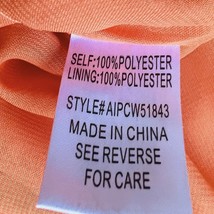 SELF:100%POLYESTER
LINING:100%POLYESTER
STYLE#AIPCW51843
MADE IN CHINA
SEE REVERSE
FOR CARE